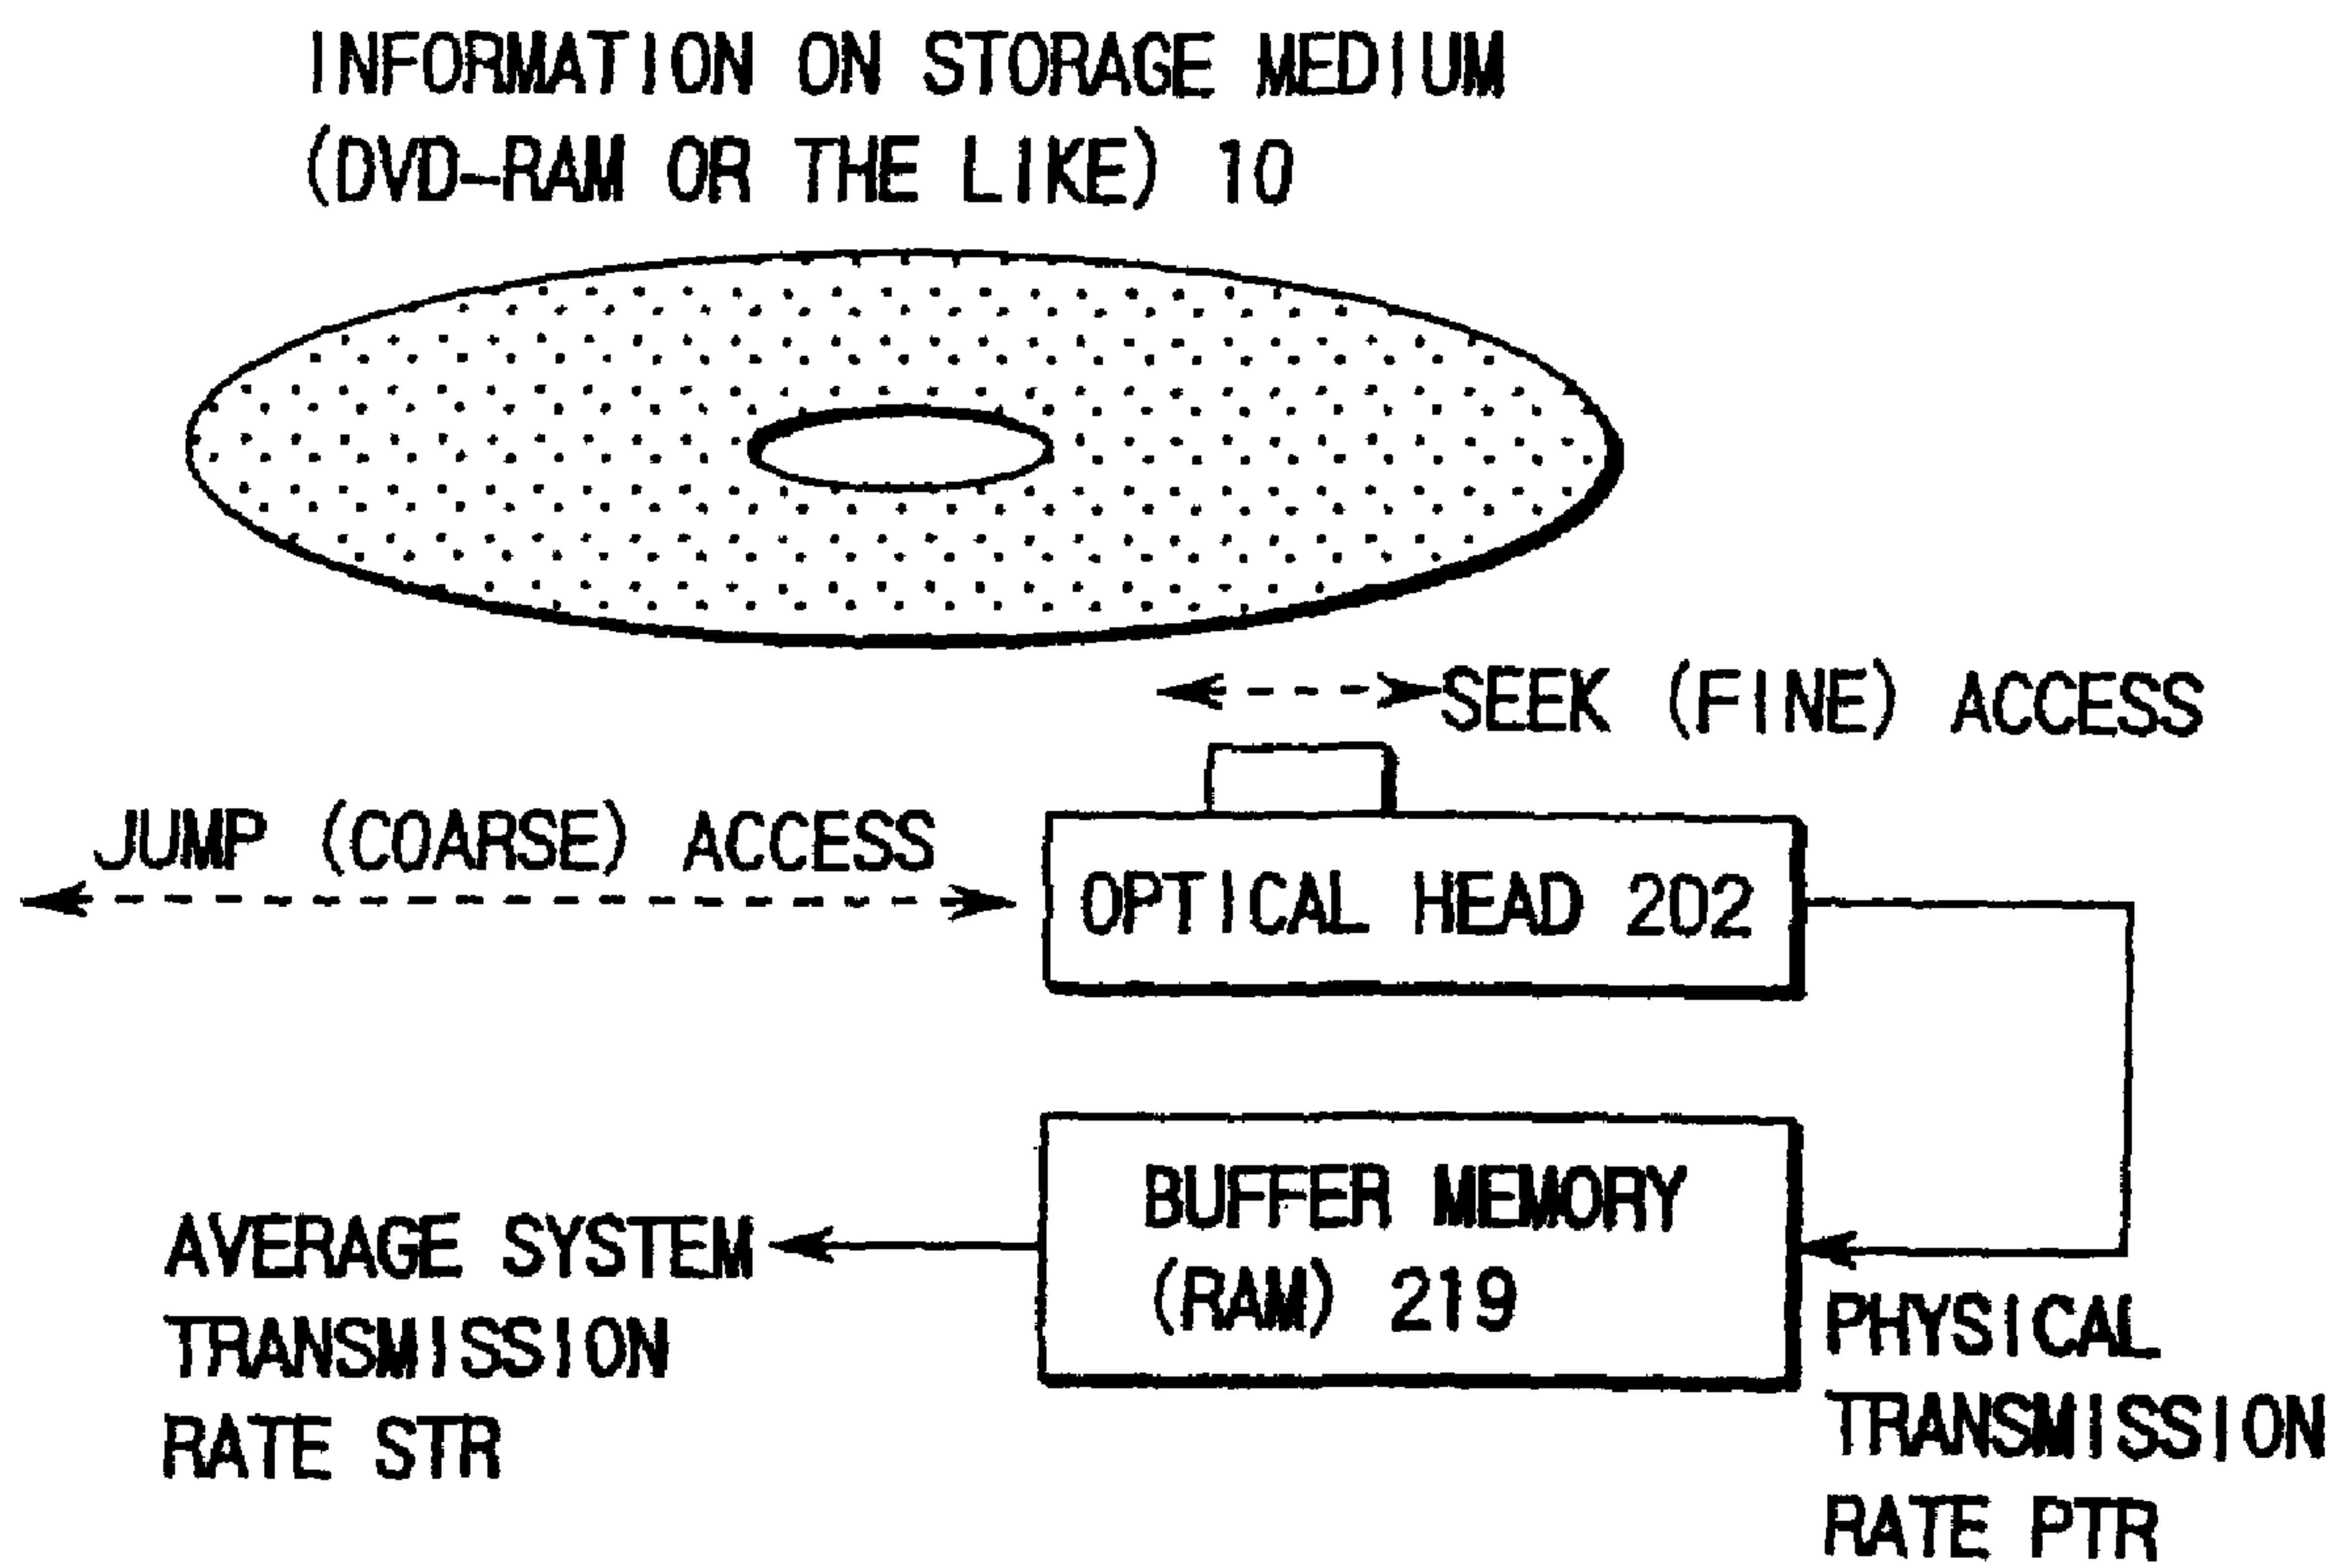 INFORMATION ON STORAGE MEDIUM
(DVD-RAM OR THE LIKE) 10
SEEK (FINE) ACCESS
JUMP (COARSE) ACCESS
OPTICAL HEAD 202
BUFFER MEMORY
(RAM) 219
AVERAGE SYSTEM
TRANSMISSION
RATE STR
PHYSICAL
TRANSMISSION
RATE PTR